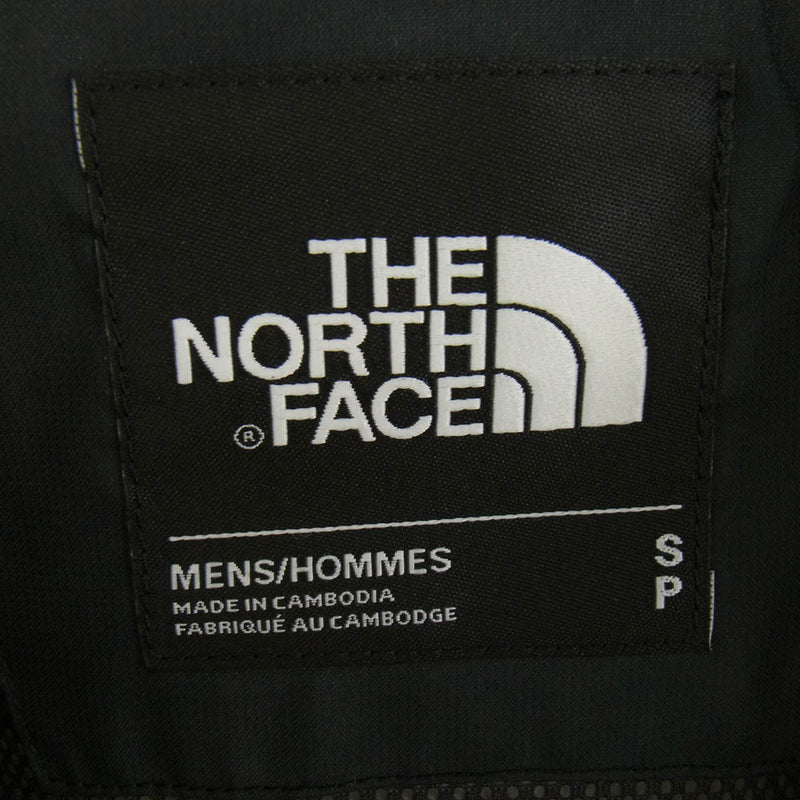 THE
NORTH
® FACE
MENS/HOMMES S
MADE IN CAMBODIA P
FABRIQUÉ AU CAMBODGE